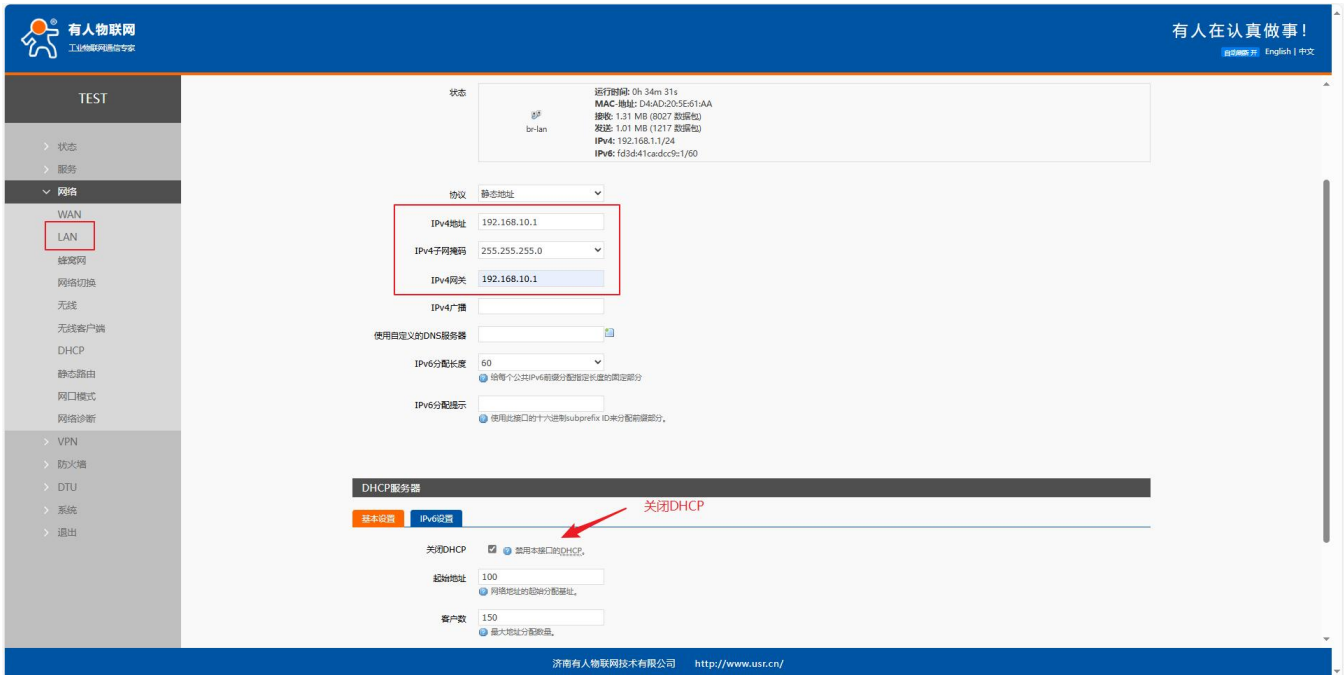 有人物联网
工业物联网通信专家
有人在认真做事!
自动刷新 开 English | 中文
TEST
状态
服务
网络
WAN
LAN
蜂窝网
网络切换
无线
无线客户端
DHCP
静态路由
网口模式
网络诊断
VPN
防火墙
DTU
系统
退出
状态
br-lan
运行时间: 0h 34m 31s
MAC-地址: D4:AD:20:5E:61:AA
接收: 1.31 MB (8027 数据包)
发送: 1.01 MB (1217 数据包)
IPv4: 192.168.1.1/24
IPv6: fd3d:41ca:dcc9::1/60
协议 静态地址
IPv4地址 192.168.10.1
IPv4子网掩码 255.255.255.0
IPv4网关 192.168.10.1
IPv4广播
使用自定义的DNS服务器
IPv6分配长度 60
给每个公共IPv6前缀分配指定长度的固定部分
IPv6分配提示
使用此接口的十六进制subprefix ID来分配前缀部分。
DHCP服务器
关闭DHCP
基本设置 IPv6设置
关闭DHCP 禁用本接口的DHCP。
起始地址 100
网络地址的起始分配基址。
客户数 150
最大地址分配数量。
济南有人物联网技术有限公司 http://www.usr.cn/